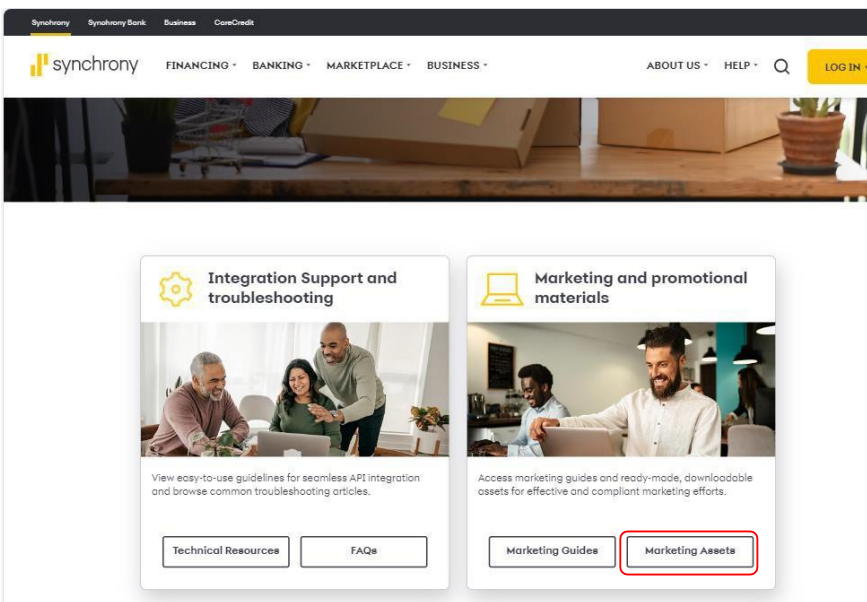 Synchrony Synchrony Bank Business CareCredit
synchrony FINANCING BANKING MARKETPLACE BUSINESS ABOUT US HELP LOG IN
Integration Support and
troubleshooting
View easy-to-use guidelines for seamless API integration
and browse common troubleshooting articles.
Technical Resources FAQs
Marketing and promotional
materials
Access marketing guides and ready-made, downloadable
assets for effective and compliant marketing efforts.
Marketing Guides Marketing Assets